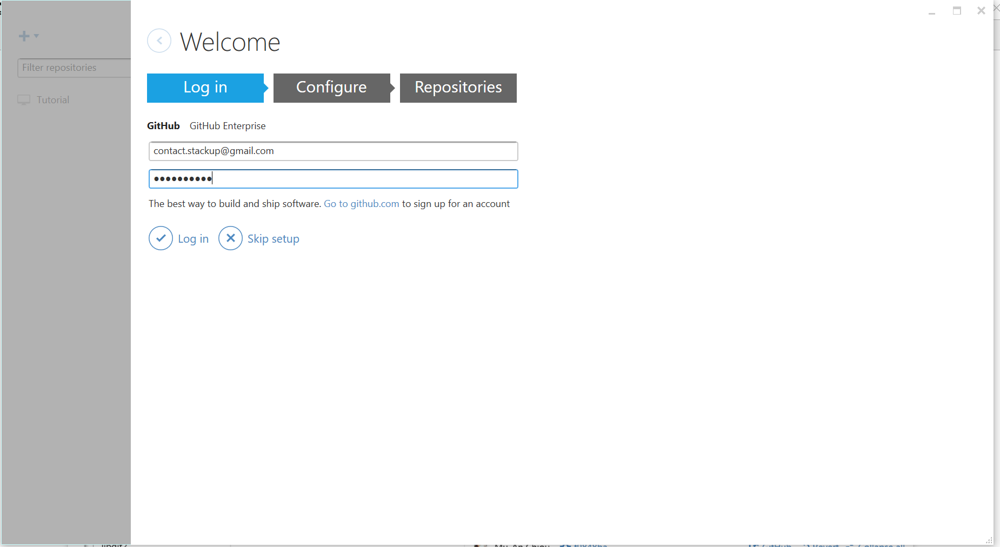 Welcome
Filter repositories
Tutorial
Log in
Configure
Repositories
GitHub
GitHub Enterprise
contact.stackup@gmail.com
The best way to build and ship software. Go to github.com to sign up for an account
Log in
Skip setup